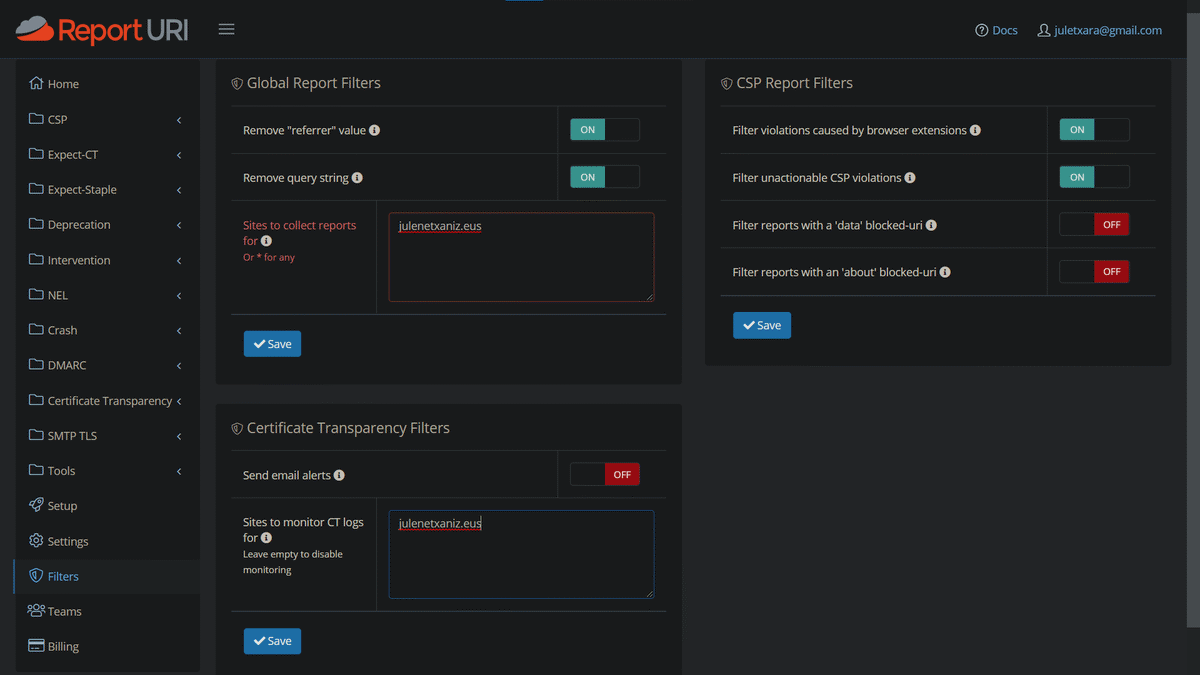 Report URI
Docs
juletxara@gmail.com
Home
CSP
Expect-CT
Expect-Staple
Deprecation
Intervention
NEL
Crash
DMARC
Certificate Transparency
SMTP TLS
Tools
Setup
Settings
Filters
Teams
Billing
Global Report Filters
Remove "referrer" value
ON
Remove query string
ON
Sites to collect reports
for
Or * for any
julenetxaniz.eus
Save
Certificate Transparency Filters
Send email alerts
OFF
Sites to monitor CT logs
for
Leave empty to disable
monitoring
julenetxaniz.eus
Save
CSP Report Filters
Filter violations caused by browser extensions
ON
Filter unactionable CSP violations
ON
Filter reports with a 'data' blocked-uri
OFF
Filter reports with an 'about' blocked-uri
OFF
Save